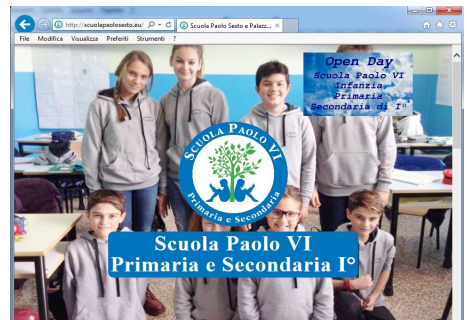 http://scuolapaolosesto.eu/
Scuola Paolo Sesto e Palazz...
File Modifica Visualizza Preferiti Strumenti ?
Open Day
Scuola Paolo VI
Infanzia
Primaria
Secondaria di I°
SCUOLA PAOLO VI
Primaria e Secondaria
Scuola Paolo VI
Primaria e Secondaria I°